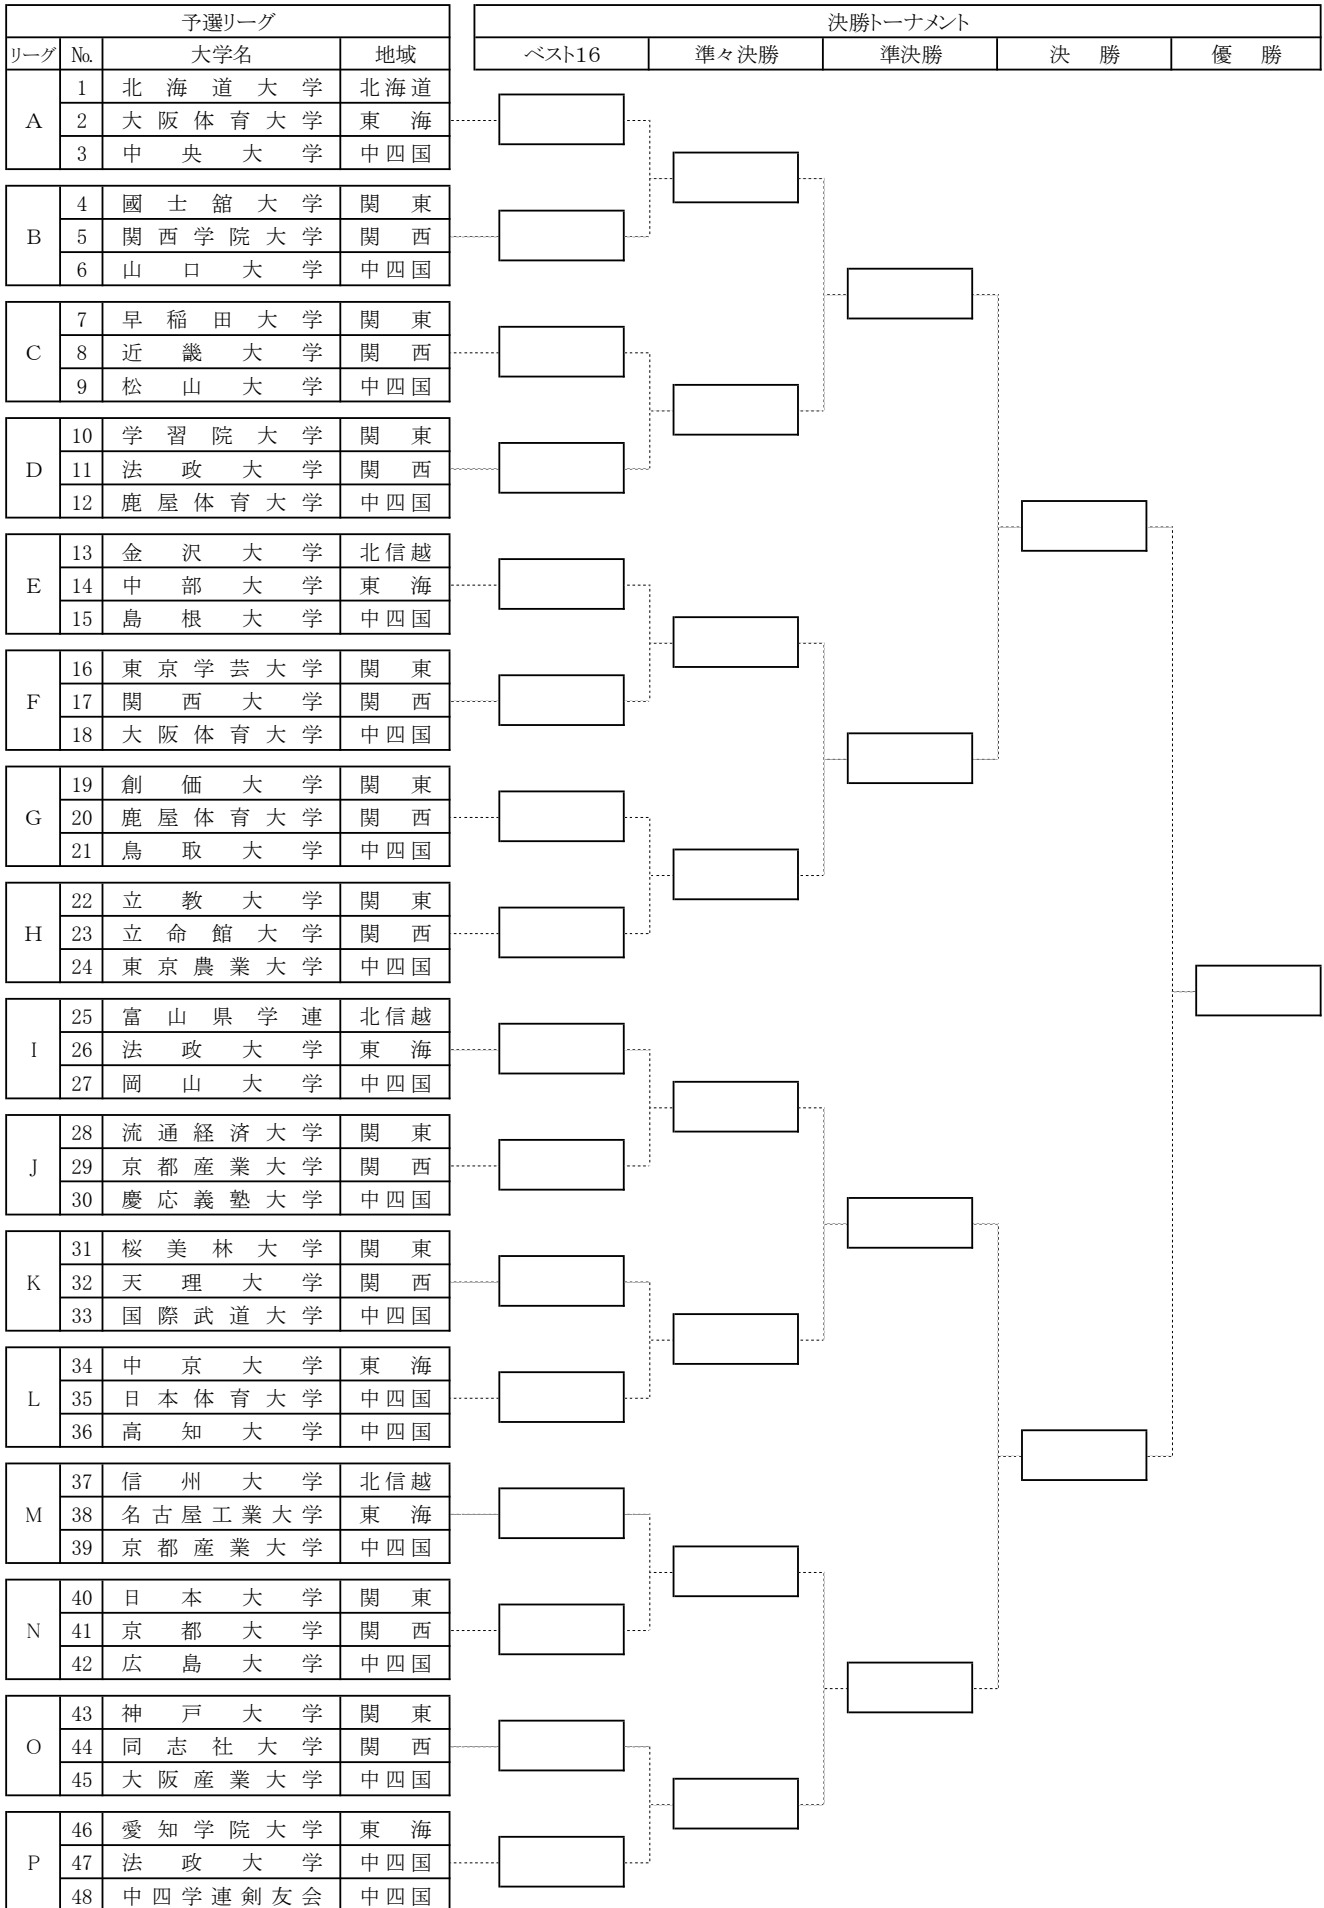 予選リーグ 決勝トーナメント
リーグ № 大学名 地域 ベスト16 準々決勝 準決勝 決勝 優勝
A
1 北海道大学 北海道
2 大阪体育大学 東海
3 中央大学 中四国
B
4 國士舘大学 関東
5 関西学院大学 関西
6 山口大学 中四国
C
7 早稲田大学 関東
8 近畿大学 関西
9 松山大学 中四国
D
10 学習院大学 関東
11 法政大学 関西
12 鹿屋体育大学 中四国
E
13 金沢大学 北信越
14 中部大学 東海
15 島根大学 中四国
F
16 東京学芸大学 関東
17 関西大学 関西
18 大阪体育大学 中四国
G
19 創価大学 関東
20 鹿屋体育大学 関西
21 鳥取大学 中四国
H
22 立教大学 関東
23 立命館大学 関西
24 東京農業大学 中四国
I
25 富山県学連 北信越
26 法政大学 東海
27 岡山大学 中四国
J
28 流通経済大学 関東
29 京都産業大学 関西
30 慶応義塾大学 中四国
K
31 桜美林大学 関東
32 天理大学 関西
33 国際武道大学 中四国
L
34 中京大学 東海
35 日本体育大学 中四国
36 高知大学 中四国
M
37 信州大学 北信越
38 名古屋工業大学 東海
39 京都産業大学 中四国
N
40 日本大学 関東
41 京都大学 関西
42 広島大学 中四国
O
43 神戸大学 関東
44 同志社大学 関西
45 大阪産業大学 中四国
P
46 愛知学院大学 東海
47 法政大学 中四国
48 中四学連剣友会 中四国